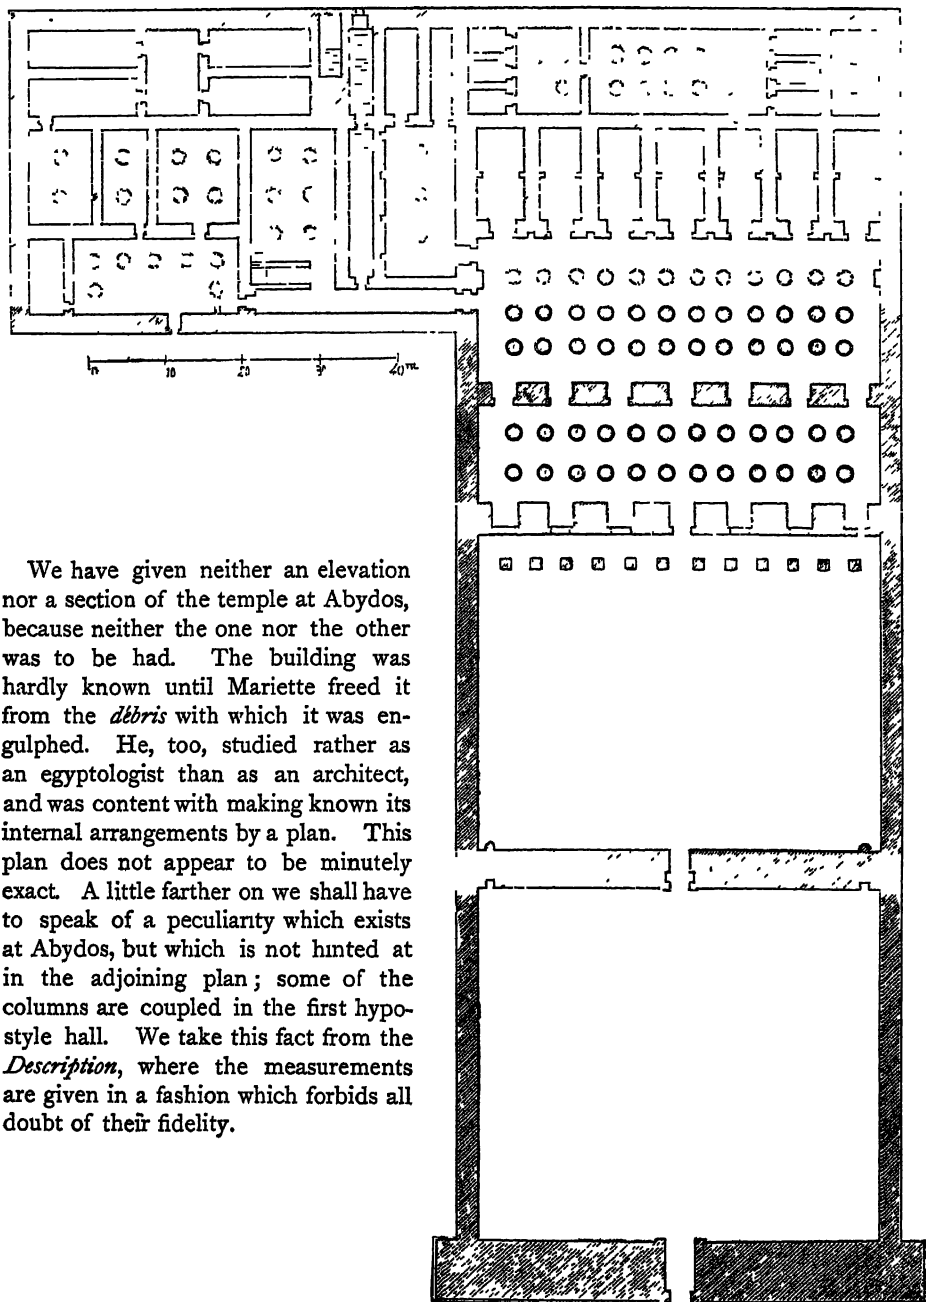 0 10 20 30 40m
We have given neither an elevation
nor a section of the temple at Abydos,
because neither the one nor the other
was to be had. The building was
hardly known until Mariette freed it
from the débris with which it was en-
gulphed. He, too, studied rather as
an egyptologist than as an architect,
and was content with making known its
internal arrangements by a plan. This
plan does not appear to be minutely
exact. A little farther on we shall have
to speak of a peculiarity which exists
at Abydos, but which is not hinted at
in the adjoining plan; some of the
columns are coupled in the first hypo-
style hall. We take this fact from the
Description, where the measurements
are given in a fashion which forbids all
doubt of their fidelity.